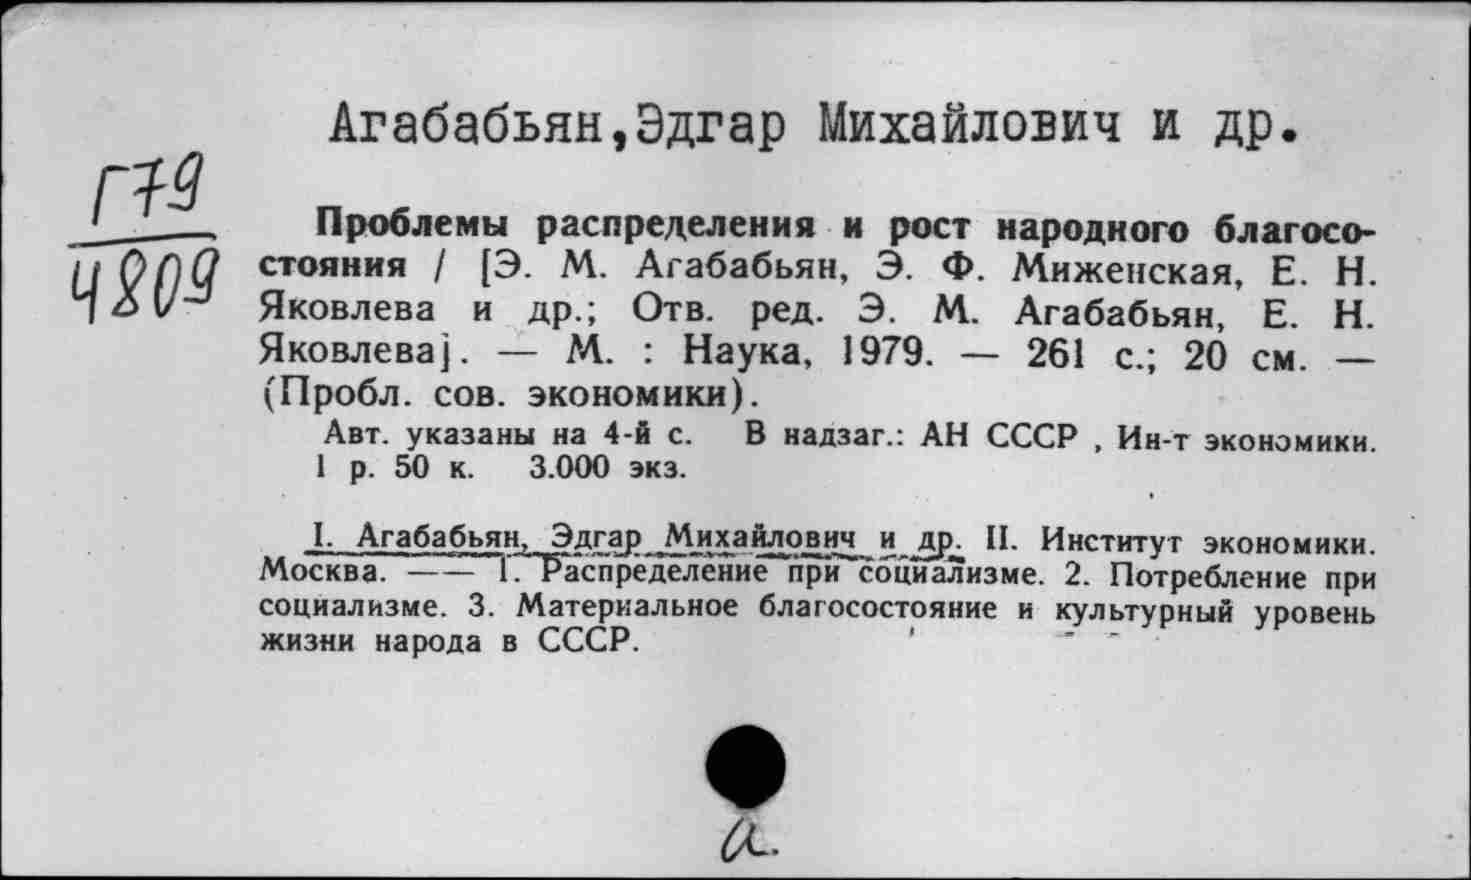 Агабабьян,Эдгар Михайлович и др.
Г79
4809
Проблемы распределения и рост народного благосо-
стояния / [Э. М. Агабабьян, Э. Ф. Миженская, Е. Н.
Яковлева и др.; Отв. ред. Э. М. Агабабьян, Е. Н.
Яковлева]. — М. : Наука, 1979. — 261 с.; 20 см. —
(Пробл. сов. экономики).
Авт. указаны на 4-й с. В надзаг.: АН СССР , Ин-т экономики.
1 р. 50 к. 3.000 экз.
I. Агабабьян, Эдгар Михайлович и др. II. Институт экономики.
Москва. —— 1. Распределение при социализме. 2. Потребление при
социализме. 3. Материальное благосостояние и культурный уровень
жизни народа в СССР.
а.